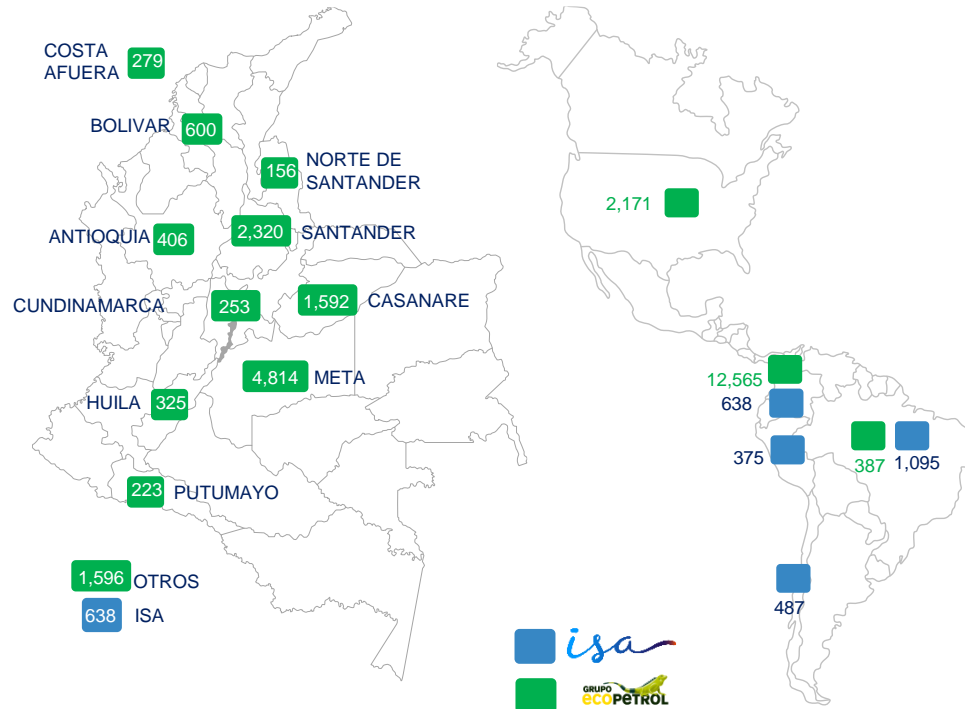 COSTA
AFUERA
279
BOLIVAR
600
156
NORTE DE
SANTANDER
ANTIOQUIA
406
2,320
SANTANDER
CUNDINAMARCA
253
1,592
CASANARE
4,814
META
HUILA
325
223
PUTUMAYO
1,596
OTROS
638
ISA
2,171
12,565
638
375
387
1,095
487
isa
GRUPO
ecopetrol